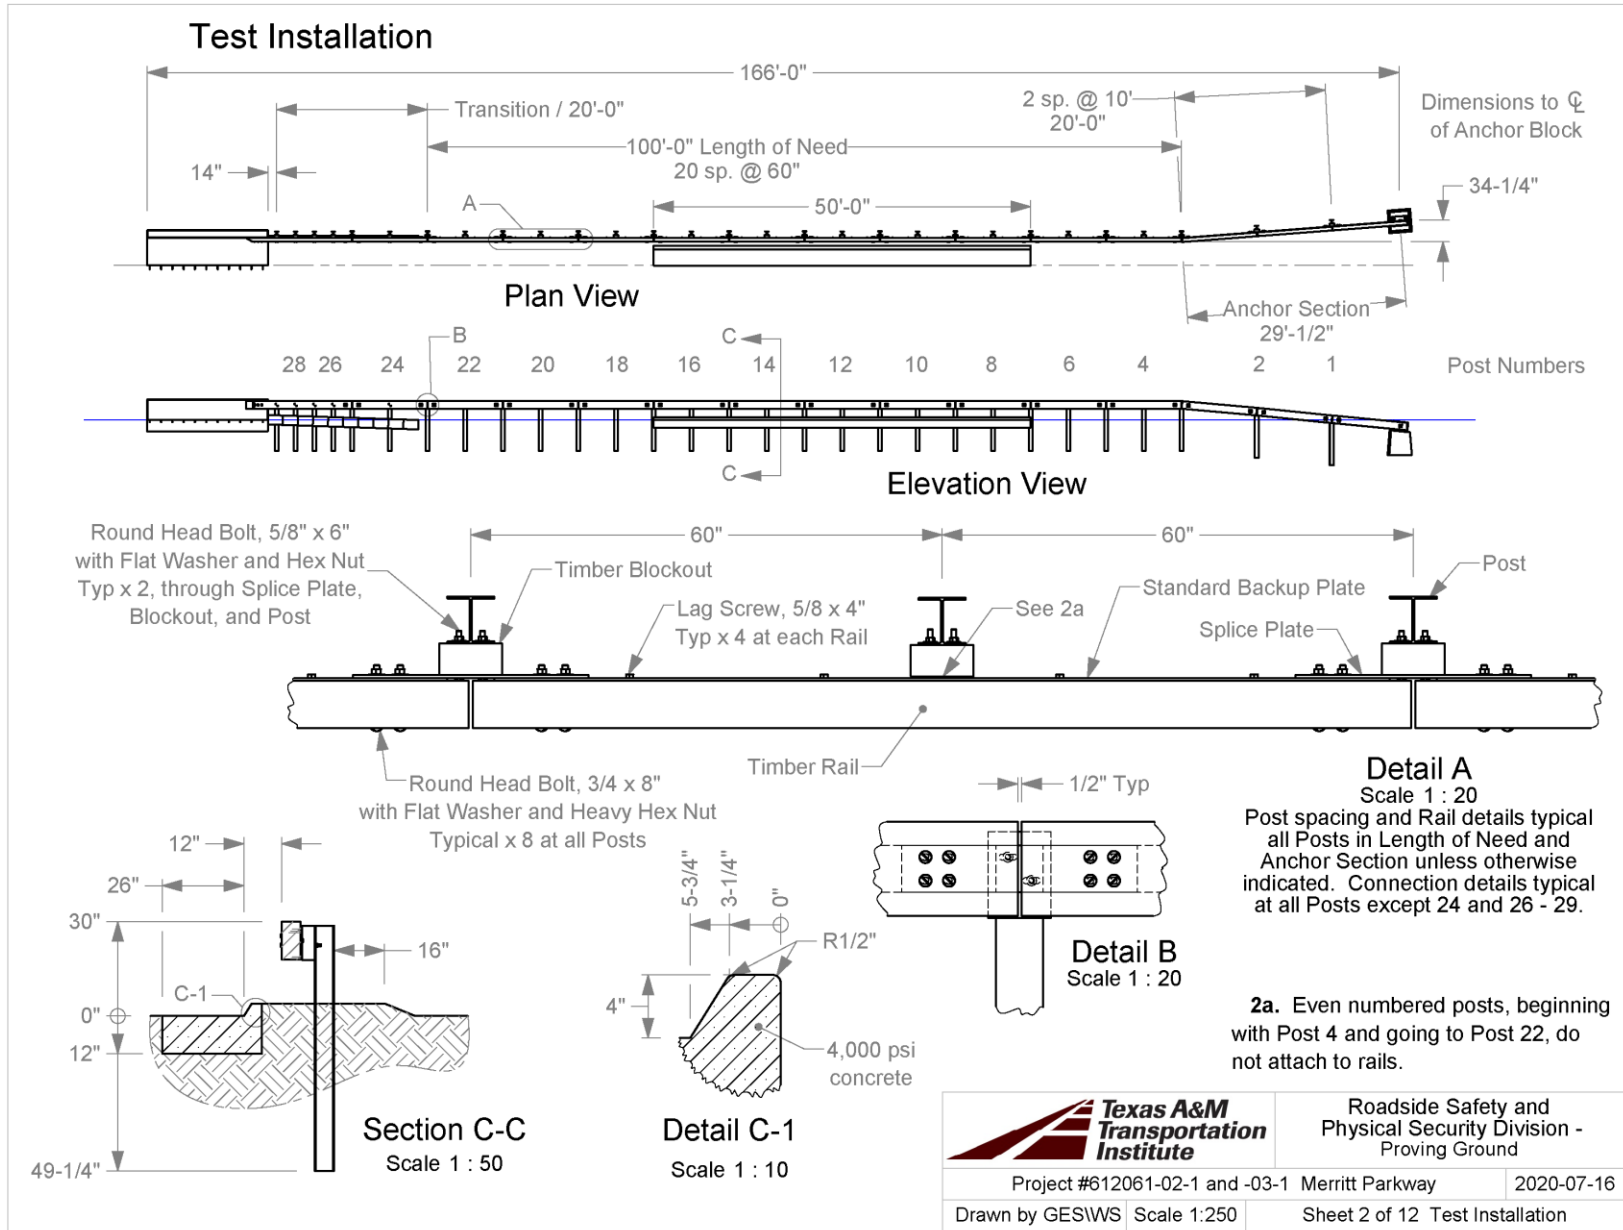 Test Installation
166'-0"
Transition / 20'-0"
2 sp. @ 10'
20'-0"
Dimensions to ℄
of Anchor Block
100'-0" Length of Need
20 sp. @ 60"
14"
34-1/4"
A
50'-0"
Plan View
Anchor Section
29'-1/2"
B
C
28 26 24 22 20 18 16 14 12 10 8 6 4 2 1 Post Numbers
C
Elevation View
Round Head Bolt, 5/8" x 6"
with Flat Washer and Hex Nut
Typ x 2, through Splice Plate,
Blockout, and Post
60"
60"
Timber Blockout
Lag Screw, 5/8 x 4"
Typ x 4 at each Rail
See 2a
Standard Backup Plate
Splice Plate
Post
Timber Rail
Round Head Bolt, 3/4 x 8"
with Flat Washer and Heavy Hex Nut
Typical x 8 at all Posts
1/2" Typ
Detail A
Scale 1 : 20
Post spacing and Rail details typical
all Posts in Length of Need and
Anchor Section unless otherwise
indicated. Connection details typical
at all Posts except 24 and 26 - 29.
12"
26"
30"
16"
C-1
0"
12"
49-1/4"
Section C-C
Scale 1 : 50
5-3/4"
3-1/4"
0"
R1/2"
4"
4,000 psi
concrete
Detail C-1
Scale 1 : 10
Detail B
Scale 1 : 20
2a. Even numbered posts, beginning
with Post 4 and going to Post 22, do
not attach to rails.
Texas A&M
Transportation
Institute
Roadside Safety and
Physical Security Division -
Proving Ground
Project #612061-02-1 and -03-1 Merritt Parkway
2020-07-16
Drawn by GES\WS
Scale 1:250
Sheet 2 of 12 Test Installation